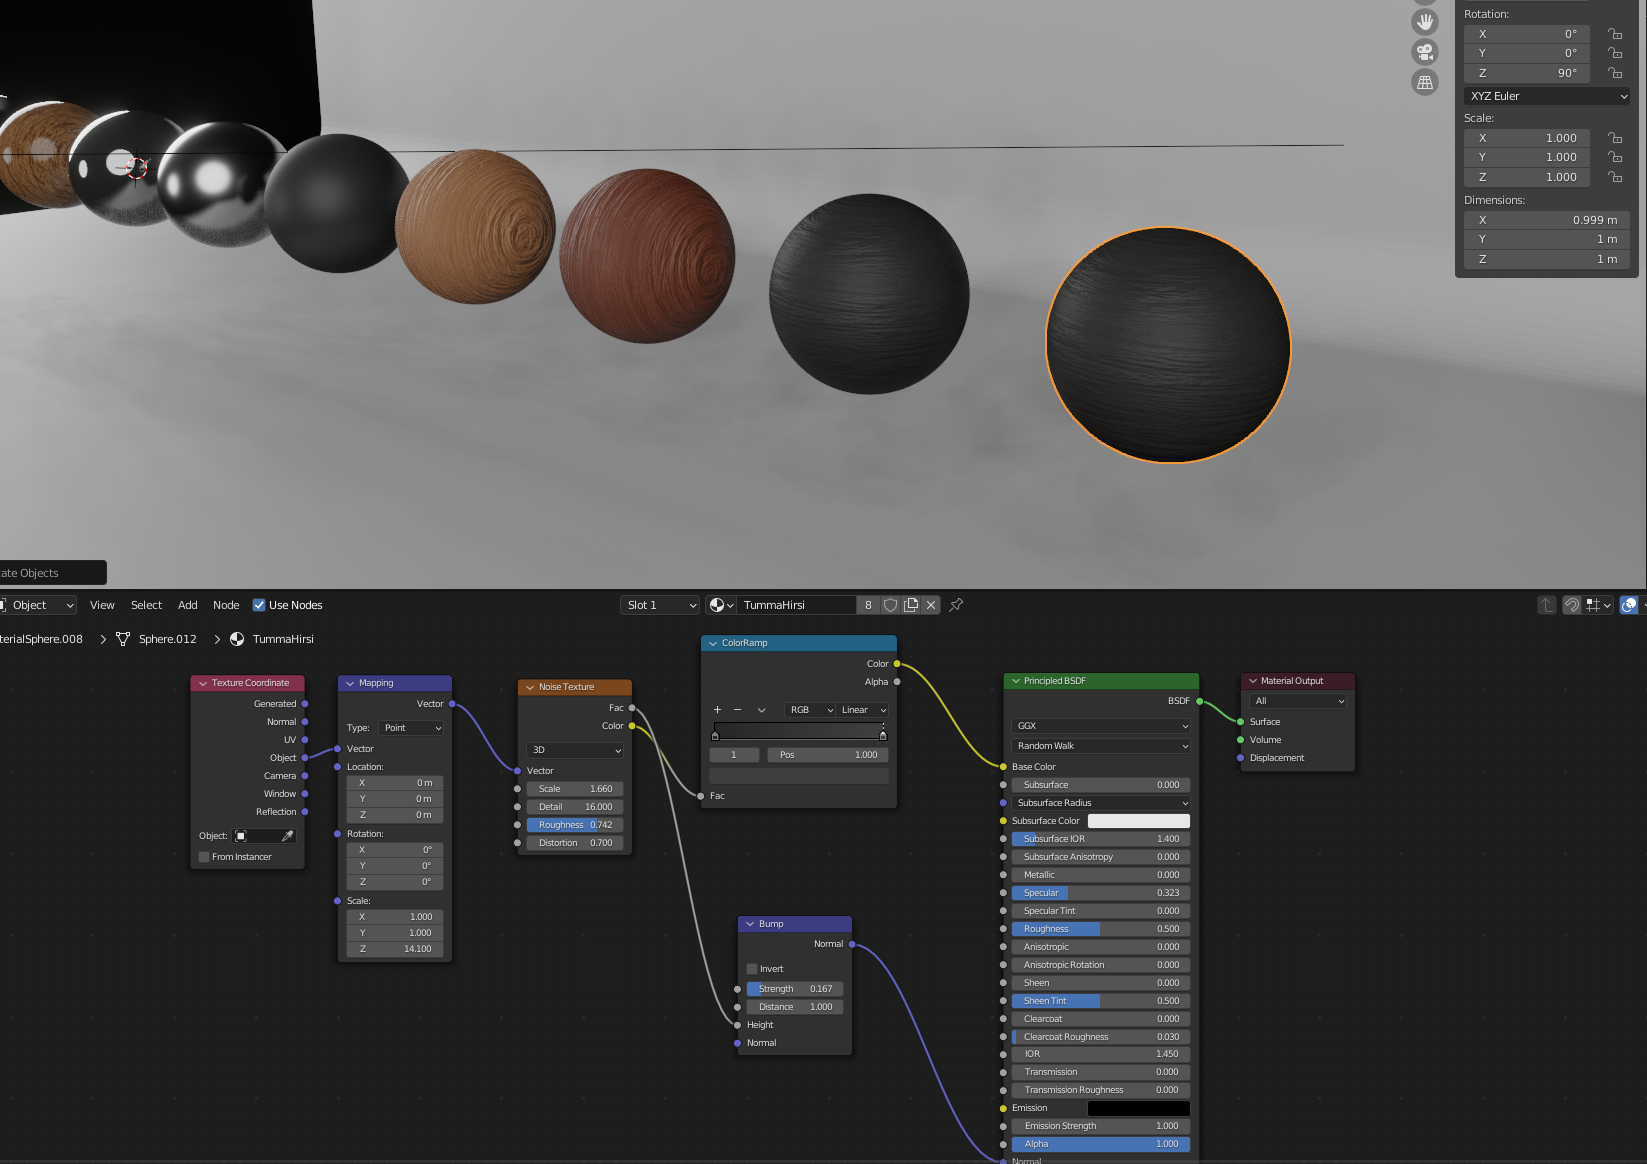 Rotation:
X 0°
Y 0°
Z 90°
XYZ Euler
Scale:
X 1.000
Y 1.000
Z 1.000
Dimensions:
X 0.999 m
Y 1 m
Z 1 m
ate Objects
Object View Select Add Node Use Nodes Slot 1 TummaHirsi 8
terialSphere.008 Sphere.012 TummaHirsi
Texture Coordinate
Generated
Normal
UV
Object
Camera
Window
Reflection
Object:
From Instancer
Mapping
Vector
Type: Point
Vector
Location:
X 0 m
Y 0 m
Z 0 m
Rotation:
X 0°
Y 0°
Z 0°
Scale:
X 1.000
Y 1.000
Z 14.100
Noise Texture
Fac
Color
3D
Vector
Scale 1.660
Detail 16.000
Roughness 0.742
Distortion 0.700
ColorRamp
Color
Alpha
+ − RGB Linear
1 Pos 1.000
Fac
Bump
Normal
Invert
Strength 0.167
Distance 1.000
Height
Normal
Principled BSDF
BSDF
GGX
Random Walk
Base Color
Subsurface 0.000
Subsurface Radius
Subsurface Color
Subsurface IOR 1.400
Subsurface Anisotropy 0.000
Metallic 0.000
Specular 0.323
Specular Tint 0.000
Roughness 0.500
Anisotropic 0.000
Anisotropic Rotation 0.000
Sheen 0.000
Sheen Tint 0.500
Clearcoat 0.000
Clearcoat Roughness 0.030
IOR 1.450
Transmission 0.000
Transmission Roughness 0.000
Emission
Emission Strength 1.000
Alpha 1.000
Normal
Material Output
All
Surface
Volume
Displacement